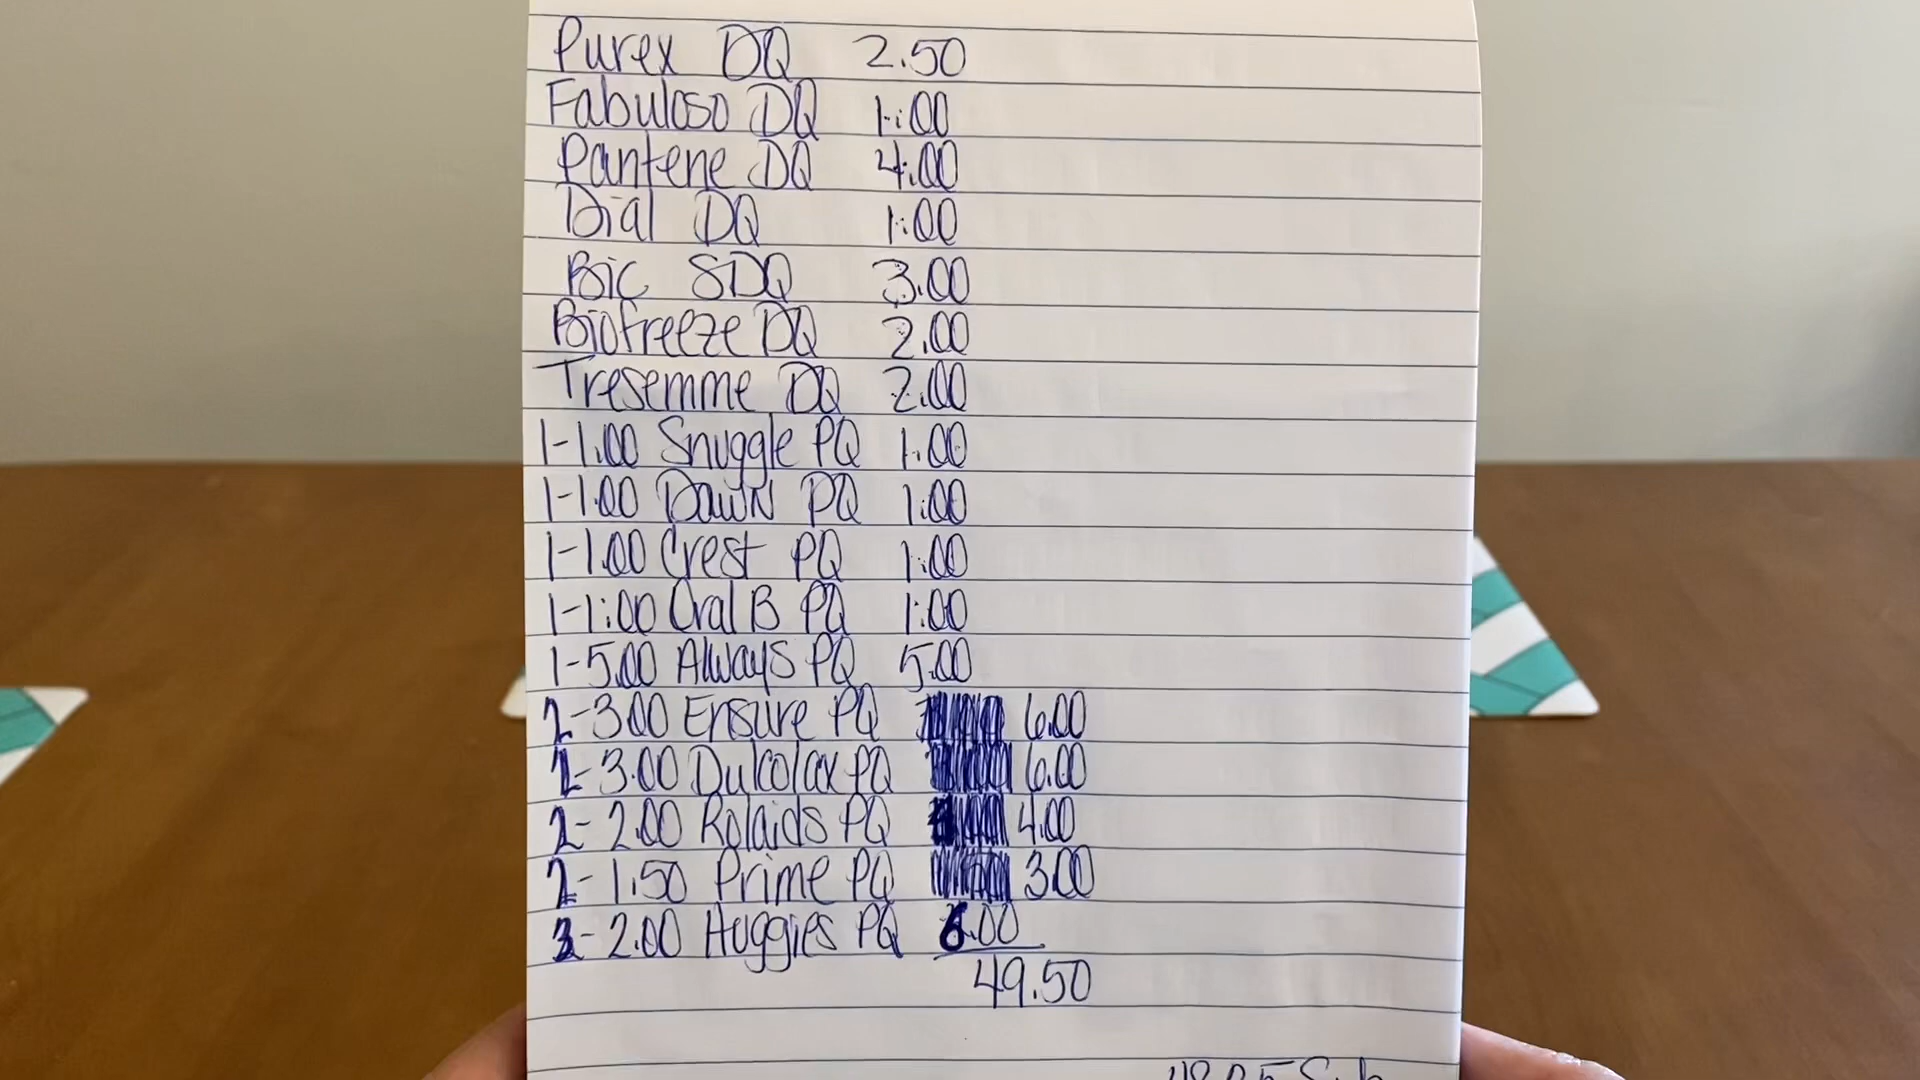 Purex DQ 2.50
Fabuloso DQ 1.00
Pantene DQ 4.00
Dial DQ 1.00
Bic SDQ 3.00
Biofreeze DQ 2.00
Tresemme DQ 2.00
1-1.00 Snuggle PQ 1.00
1-1.00 Dawn PQ 1.00
1-1.00 Crest PQ 1.00
1-1.00 Oral B PQ 1.00
1-5.00 Always PQ 5.00
2-3.00 Ensure PQ 6.00
2-3.00 Dulcolax PQ 6.00
2-2.00 Rolaids PQ 4.00
2-1.50 Prime PQ 3.00
3-2.00 Huggies PQ 6.00
49.50